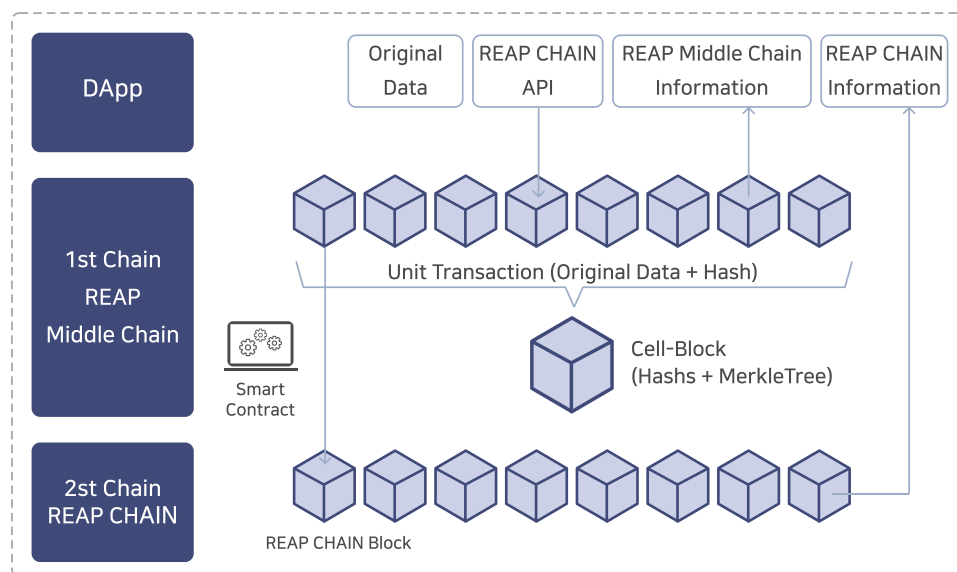 DApp
Original
Data
REAP CHAIN
API
REAP Middle Chain
Information
REAP CHAIN
Information
1st Chain
REAP
Middle Chain
Unit Transaction (Original Data + Hash)
Smart
Contract
Cell-Block
(Hashs + MerkleTree)
2st Chain
REAP CHAIN
REAP CHAIN Block